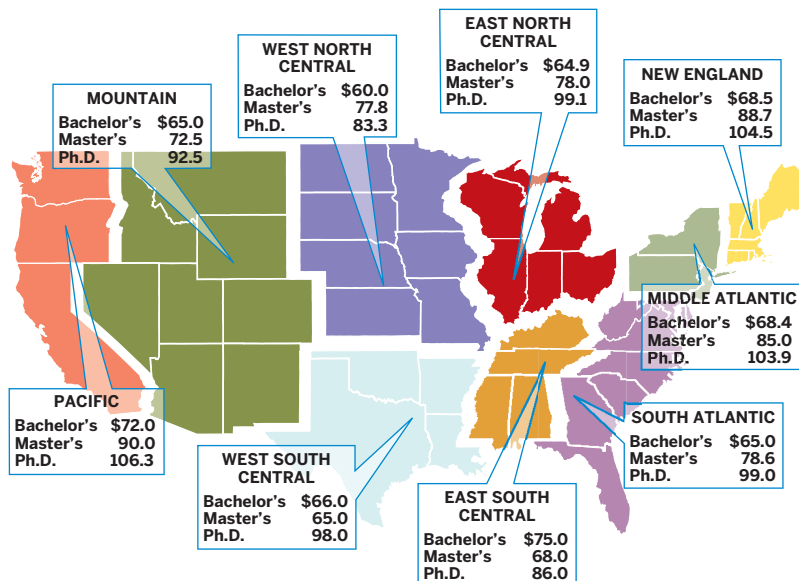 EAST NORTH
CENTRAL
Bachelor's $64.9
Master's 78.0
Ph.D. 99.1
WEST NORTH
CENTRAL
Bachelor's $60.0
Master's 77.8
Ph.D. 83.3
NEW ENGLAND
Bachelor's $68.5
Master's 88.7
Ph.D. 104.5
MOUNTAIN
Bachelor's $65.0
Master's 72.5
Ph.D. 92.5
MIDDLE ATLANTIC
Bachelor's $68.4
Master's 85.0
Ph.D. 103.9
PACIFIC
Bachelor's $72.0
Master's 90.0
Ph.D. 106.3
SOUTH ATLANTIC
Bachelor's $65.0
Master's 78.6
Ph.D. 99.0
WEST SOUTH
CENTRAL
Bachelor's $66.0
Master's 65.0
Ph.D. 98.0
EAST SOUTH
CENTRAL
Bachelor's $75.0
Master's 68.0
Ph.D. 86.0